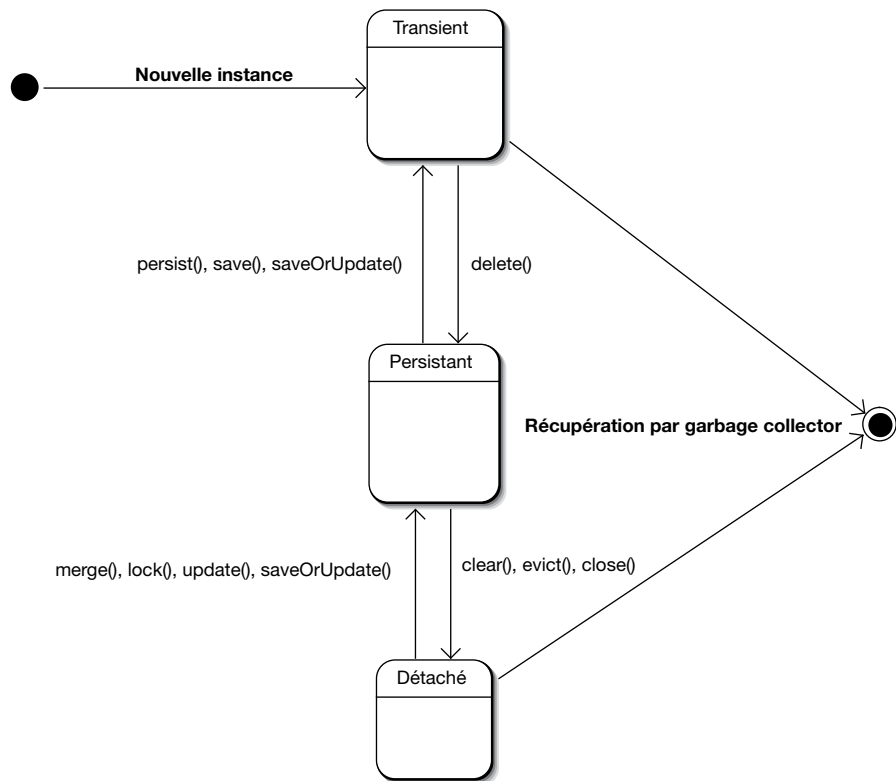 Transient
Nouvelle instance
persist(), save(), saveOrUpdate()
delete()
Persistant
Récupération par garbage collector
merge(), lock(), update(), saveOrUpdate()
clear(), evict(), close()
Détaché